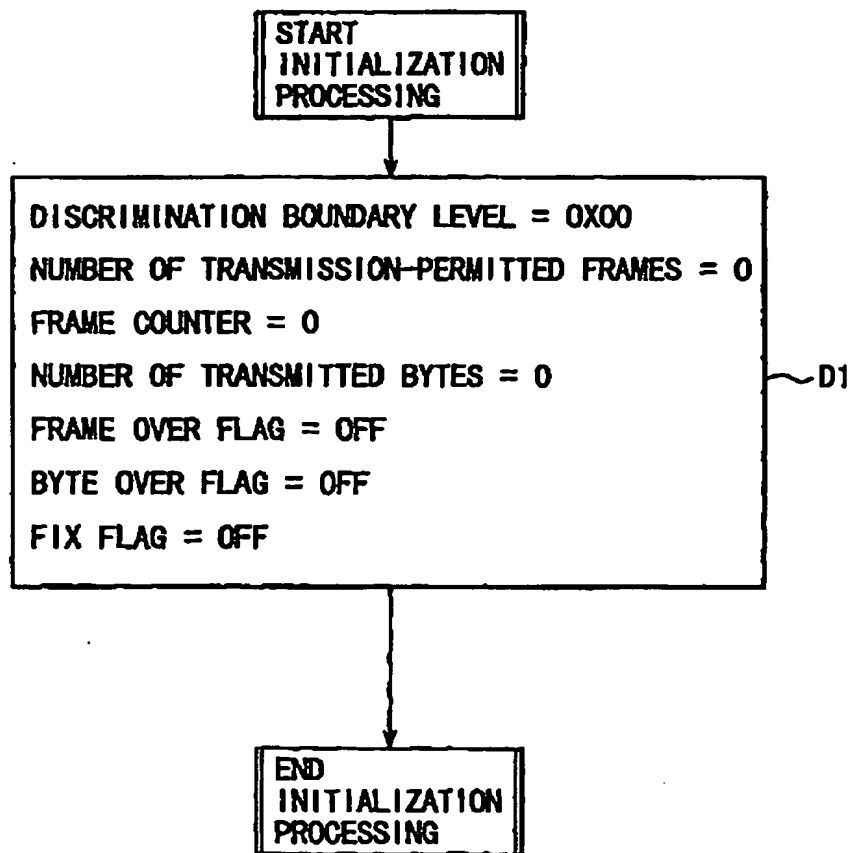 START
INITIALIZATION
PROCESSING
DISCRIMINATION BOUNDARY LEVEL = 0X00
NUMBER OF TRANSMISSION-PERMITTED FRAMES = 0
FRAME COUNTER = 0
NUMBER OF TRANSMITTED BYTES = 0
D1
FRAME OVER FLAG = OFF
BYTE OVER FLAG = OFF
FIX FLAG = OFF
END
INITIALIZATION
PROCESSING